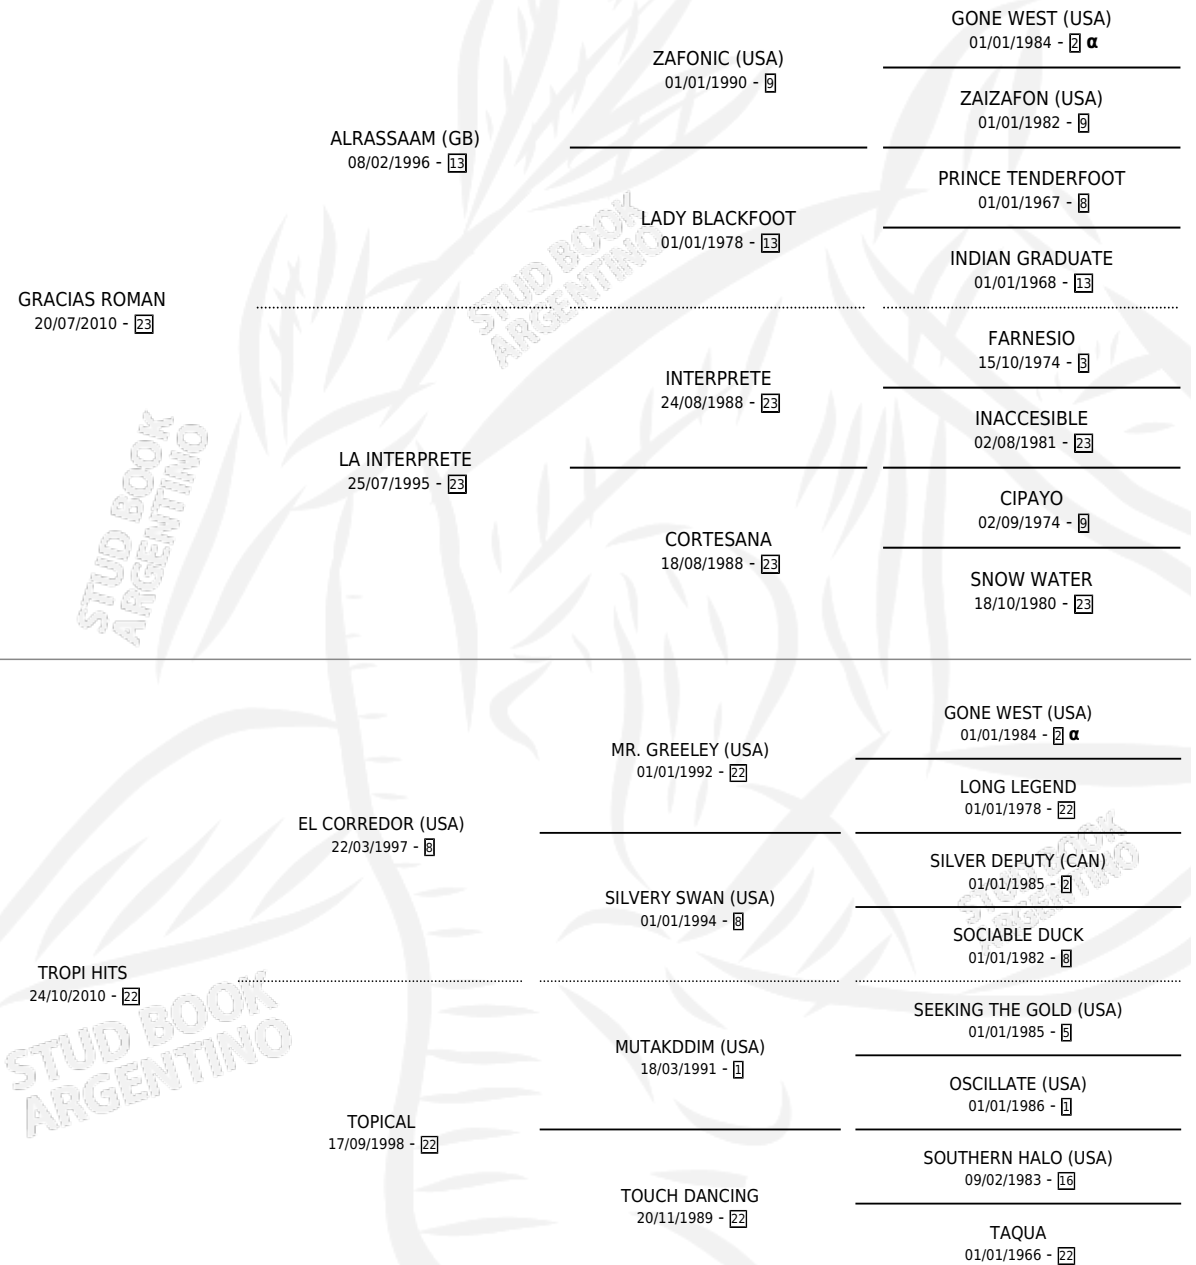 GONE WEST (USA)
01/01/1984 - 2 α
ZAFONIC (USA)
01/01/1990 - 9
ZAIZAFON (USA)
01/01/1982 - 9
ALRASSAAM (GB)
08/02/1996 - 13
PRINCE TENDERFOOT
01/01/1967 - 8
LADY BLACKFOOT
01/01/1978 - 13
INDIAN GRADUATE
01/01/1968 - 13
GRACIAS ROMAN
20/07/2010 - 23
FARNESIO
15/10/1974 - 3
INTERPRETE
24/08/1988 - 23
INACCESIBLE
02/08/1981 - 23
LA INTERPRETE
25/07/1995 - 23
CIPAYO
02/09/1974 - 9
CORTESANA
18/08/1988 - 23
SNOW WATER
18/10/1980 - 23
STUD BOOK
ARGENTINO
STUD BOOK
ARGENTINO
GONE WEST (USA)
01/01/1984 - 2 α
MR. GREELEY (USA)
01/01/1992 - 22
LONG LEGEND
01/01/1978 - 22
EL CORREDOR (USA)
22/03/1997 - 8
SILVER DEPUTY (CAN)
01/01/1985 - 2
SILVERY SWAN (USA)
01/01/1994 - 8
SOCIABLE DUCK
01/01/1982 - 8
TROPI HITS
24/10/2010 - 22
SEEKING THE GOLD (USA)
01/01/1985 - 5
MUTAKDDIM (USA)
18/03/1991 - 1
OSCILLATE (USA)
01/01/1986 - 1
TOPICAL
17/09/1998 - 22
SOUTHERN HALO (USA)
09/02/1983 - 16
TOUCH DANCING
20/11/1989 - 22
TAQUA
01/01/1966 - 22
STUD BOOK
ARGENTINO
STUD BOOK
ARGENTINO